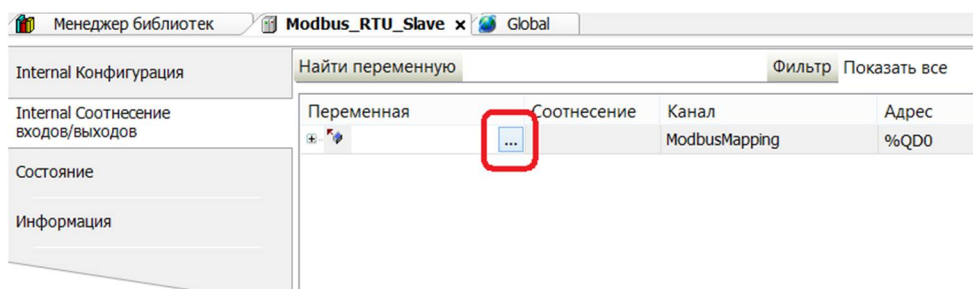 Менеджер библиотек Modbus_RTU_Slave x Global
Internal Конфигурация
Internal Соотнесение
входов/выходов
Состояние
Информация
Найти переменную Фильтр Показать все
Переменная Соотнесение Канал Адрес
... ModbusMapping %QD0